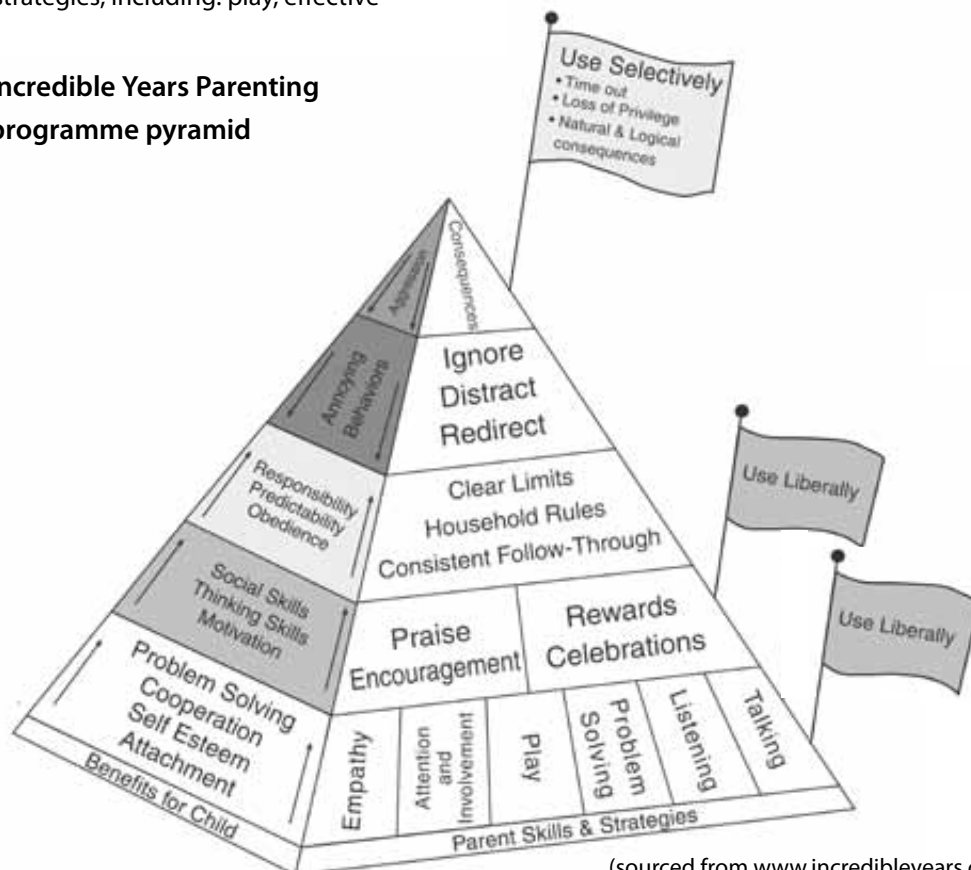 strategies, including: play, effective
ncredible Years Parenting
programme pyramid
Use Selectively
• Time out
• Loss of Privilege
• Natural & Logical
consequences
Aggression
Consequences
Annoying
Behaviors
Ignore
Distract
Redirect
Responsibility
Predictability
Obedience
Clear Limits
Household Rules
Consistent Follow-Through
Use Liberally
Social Skills
Thinking Skills
Motivation
Praise
Encouragement
Rewards
Celebrations
Use Liberally
Problem Solving
Cooperation
Self Esteem
Attachment
Empathy
Attention
and
Involvement
Play
Problem
Solving
Listening
Talking
Benefits for Child
Parent Skills & Strategies
(sourced from www.incredibleyears.